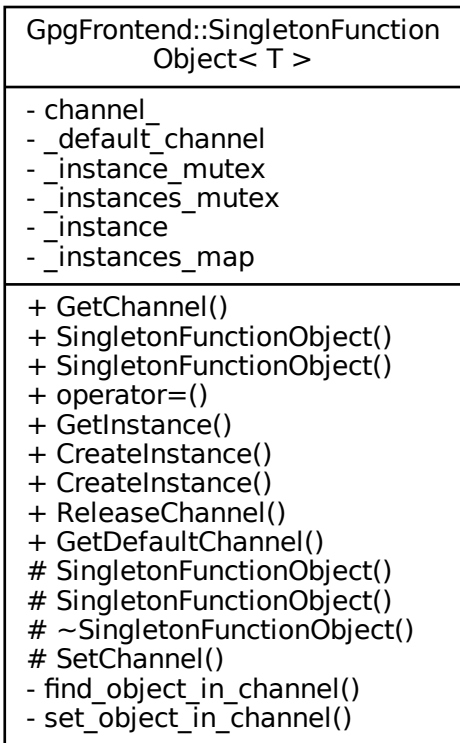 GpgFrontend::SingletonFunction
Object< T >
- channel_
- _default_channel
- _instance_mutex
- _instances_mutex
- _instance
- _instances_map
+ GetChannel()
+ SingletonFunctionObject()
+ SingletonFunctionObject()
+ operator=()
+ GetInstance()
+ CreateInstance()
+ CreateInstance()
+ ReleaseChannel()
+ GetDefaultChannel()
# SingletonFunctionObject()
# SingletonFunctionObject()
# ~SingletonFunctionObject()
# SetChannel()
- find_object_in_channel()
- set_object_in_channel()